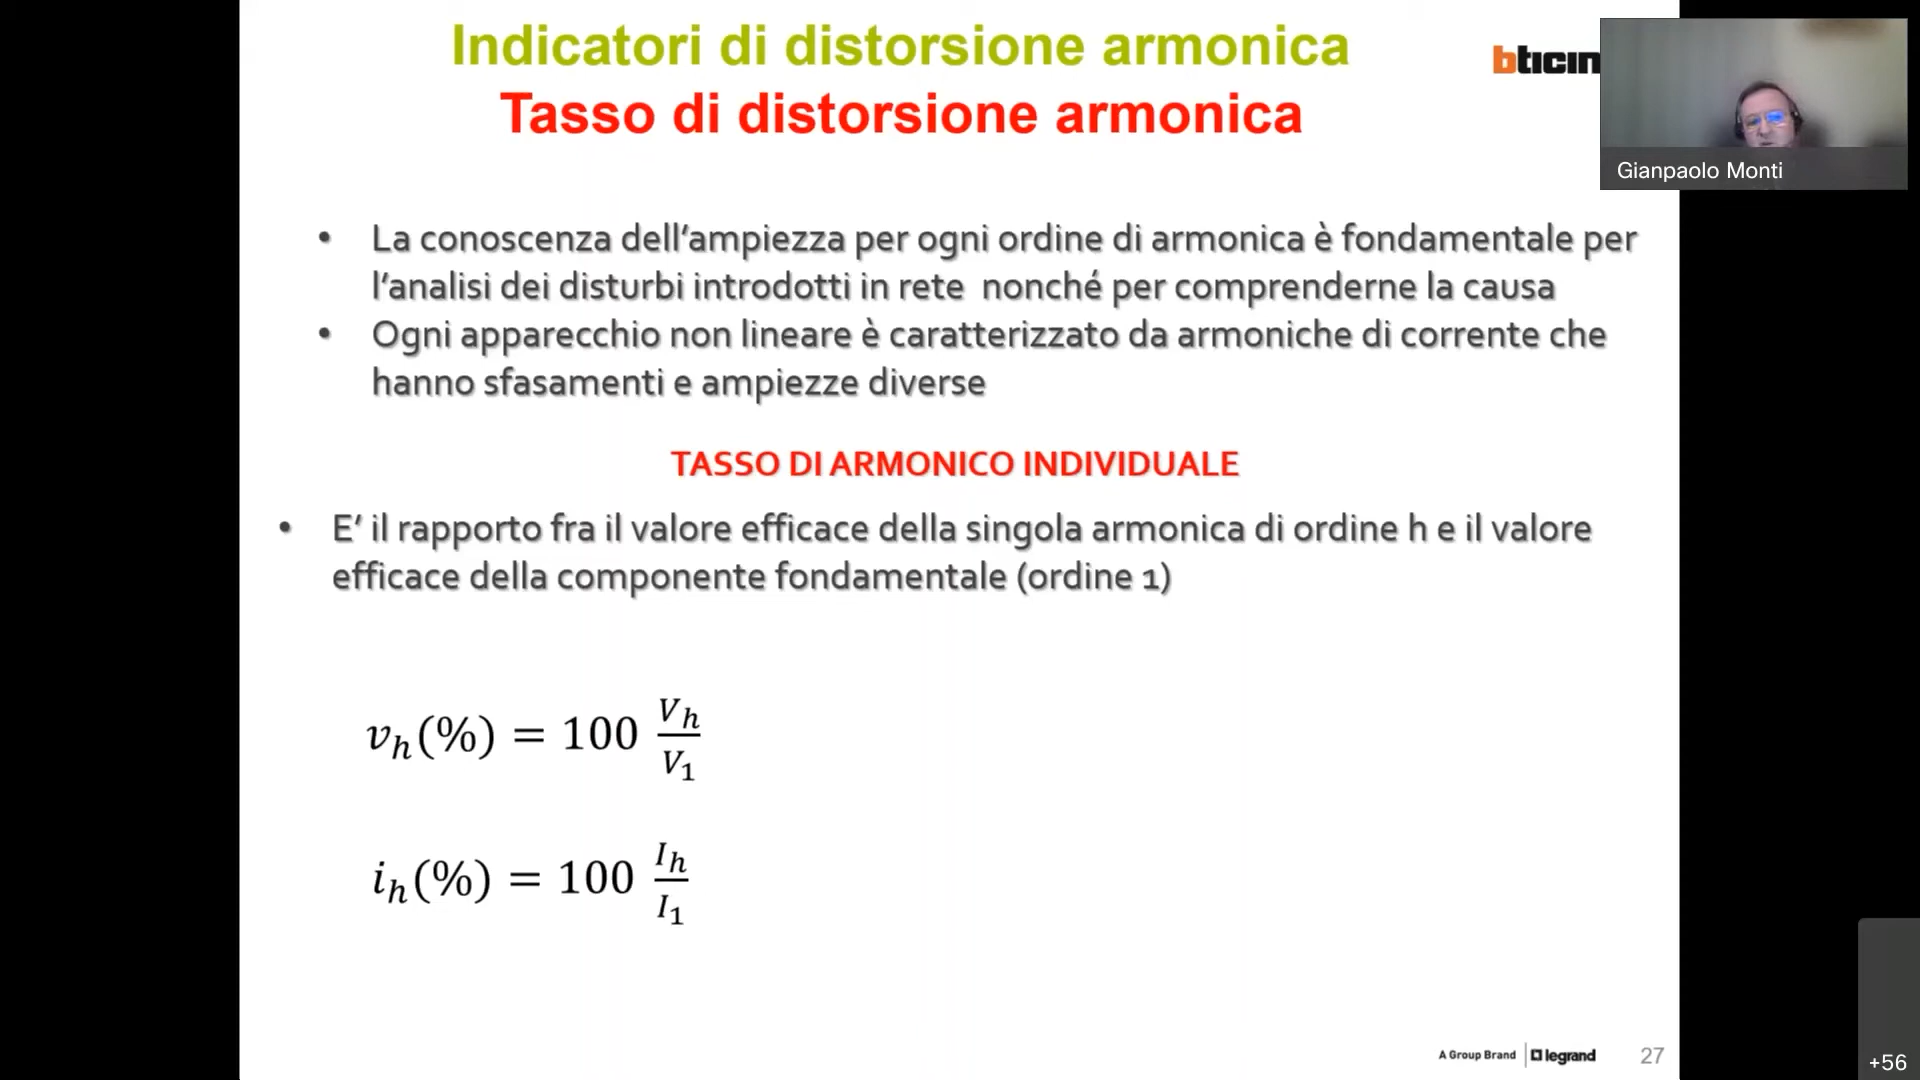 Indicatori di distorsione armonica
Tasso di distorsione armonica
bticin
Gianpaolo Monti
• La conoscenza dell’ampiezza per ogni ordine di armonica è fondamentale per
l’analisi dei disturbi introdotti in rete nonché per comprenderne la causa
• Ogni apparecchio non lineare è caratterizzato da armoniche di corrente che
hanno sfasamenti e ampiezze diverse
TASSO DI ARMONICO INDIVIDUALE
• E’ il rapporto fra il valore efficace della singola armonica di ordine h e il valore
efficace della componente fondamentale (ordine 1)
v_h(%) = 100 V_h/V_1
i_h(%) = 100 I_h/I_1
A Group Brand legrand 27
+56